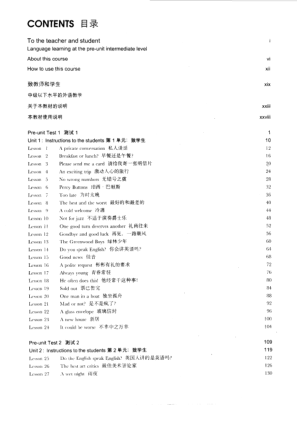 CONTENTS 目录
To the teacher and student i
Language learning at the pre-unit intermediate level
About this course vi
How to use this course xii
致教师和学生 xix
中级以下水平的外语教学
关于本教材的说明 xxiii
本教材使用说明 xxviii
Pre-unit Test 1 测试1 1
Unit 1: Instructions to the students 第1单元：致学生 10
Lesson 1 A private conversation 私人谈话 12
Lesson 2 Breakfast or lunch? 早餐还是午餐? 16
Lesson 3 Please send me a card 请给我寄一张明信片 20
Lesson 4 An exciting trip 激动人心的旅行 24
Lesson 5 No wrong numbers 无错号之虞 28
Lesson 6 Percy Buttons 珀西·巴顿斯 32
Lesson 7 Too late 为时太晚 36
Lesson 8 The best and the worst 最好的和最差的 40
Lesson 9 A cold welcome 冷遇 44
Lesson 10 Not for jazz 不适于演奏爵士乐 48
Lesson 11 One good turn deserves another 礼尚往来 52
Lesson 12 Goodbye and good luck 再见，一路顺风 56
Lesson 13 The Greenwood Boys 绿林少年 60
Lesson 14 Do you speak English? 你会讲英语吗? 64
Lesson 15 Good news 佳音 68
Lesson 16 A polite request 彬彬有礼的要求 72
Lesson 17 Always young 青春常驻 76
Lesson 18 He often does this! 他经常干这种事! 80
Lesson 19 Sold out 票已售完 84
Lesson 20 One man in a boat 独坐孤舟 88
Lesson 21 Mad or not? 是不是疯了? 92
Lesson 22 A glass envelope 玻璃信封 96
Lesson 23 A new house 新居 100
Lesson 24 It could be worse 不幸中之万幸 104
Pre-unit Test 2 测试2 109
Unit 2: Instructions to the students 第2单元：致学生 119
Lesson 25 Do the English speak English? 英国人讲的是英语吗? 122
Lesson 26 The best art critics 最佳美术评论家 126
Lesson 27 A wet night 雨夜 130